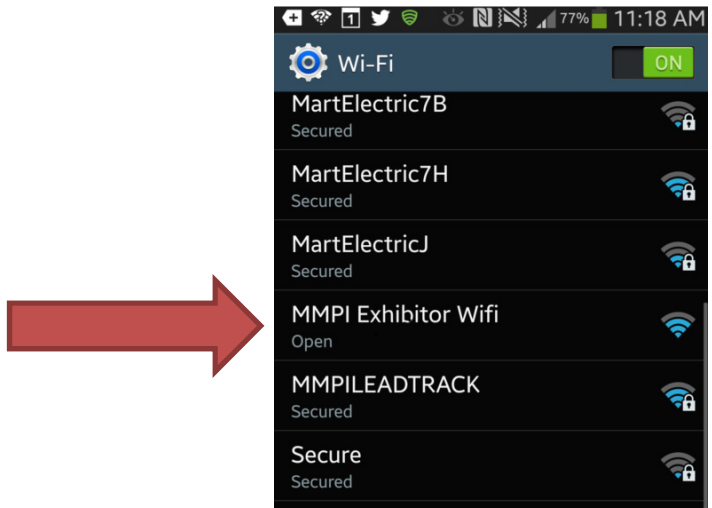 1 77% 11:18 AM
Wi-Fi ON
MartElectric7B
Secured
MartElectric7H
Secured
MartElectricJ
Secured
MMPI Exhibitor Wifi
Open
MMPILEADTRACK
Secured
Secure
Secured